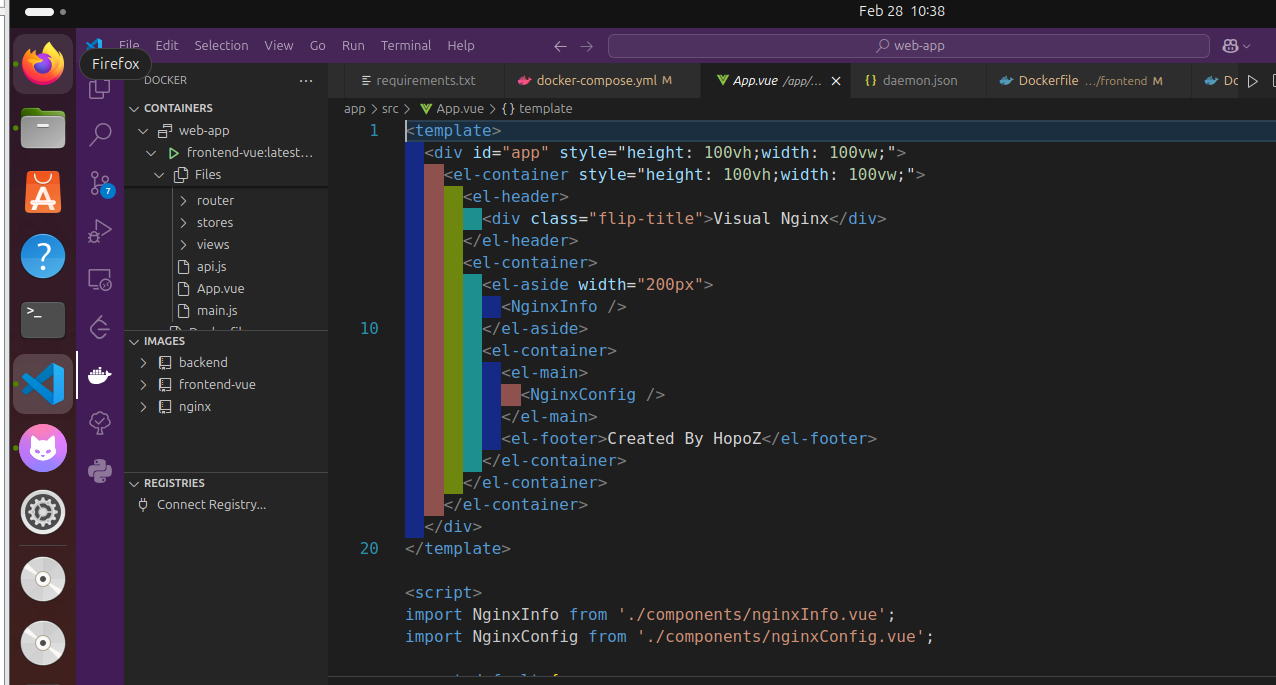 Feb 28 10:38
File Edit Selection View Go Run Terminal Help
web-app
Firefox
DOCKER
requirements.txt
docker-compose.yml M
App.vue /app/...
daemon.json
Dockerfile .../frontend M
app > src > App.vue > {} template
CONTAINERS
web-app
frontend-vue:latest...
Files
router
stores
views
api.js
App.vue
main.js
IMAGES
backend
frontend-vue
nginx
REGISTRIES
Connect Registry...
7
>_
1 <template>
<div id="app" style="height: 100vh;width: 100vw;">
<el-container style="height: 100vh;width: 100vw;">
<el-header>
<div class="flip-title">Visual Nginx</div>
</el-header>
<el-container>
<el-aside width="200px">
<NginxInfo />
10 </el-aside>
<el-container>
<el-main>
<NginxConfig />
</el-main>
<el-footer>Created By HopoZ</el-footer>
</el-container>
</el-container>
</el-container>
</div>
20 </template>
<script>
import NginxInfo from './components/nginxInfo.vue';
import NginxConfig from './components/nginxConfig.vue';